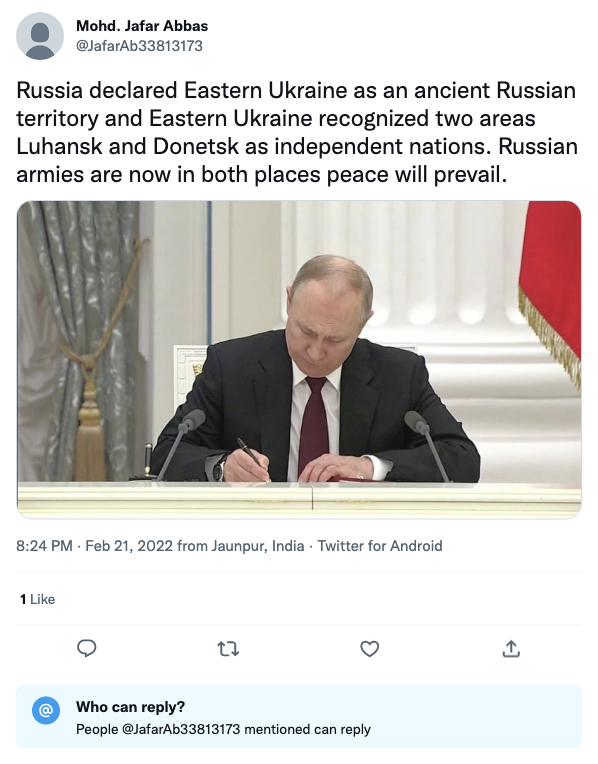 Mohd. Jafar Abbas
@JafarAb33813173
Russia declared Eastern Ukraine as an ancient Russian
territory and Eastern Ukraine recognized two areas
Luhansk and Donetsk as independent nations. Russian
armies are now in both places peace will prevail.
8:24 PM · Feb 21, 2022 from Jaunpur, India · Twitter for Android
1 Like
@
Who can reply?
People @JafarAb33813173 mentioned can reply